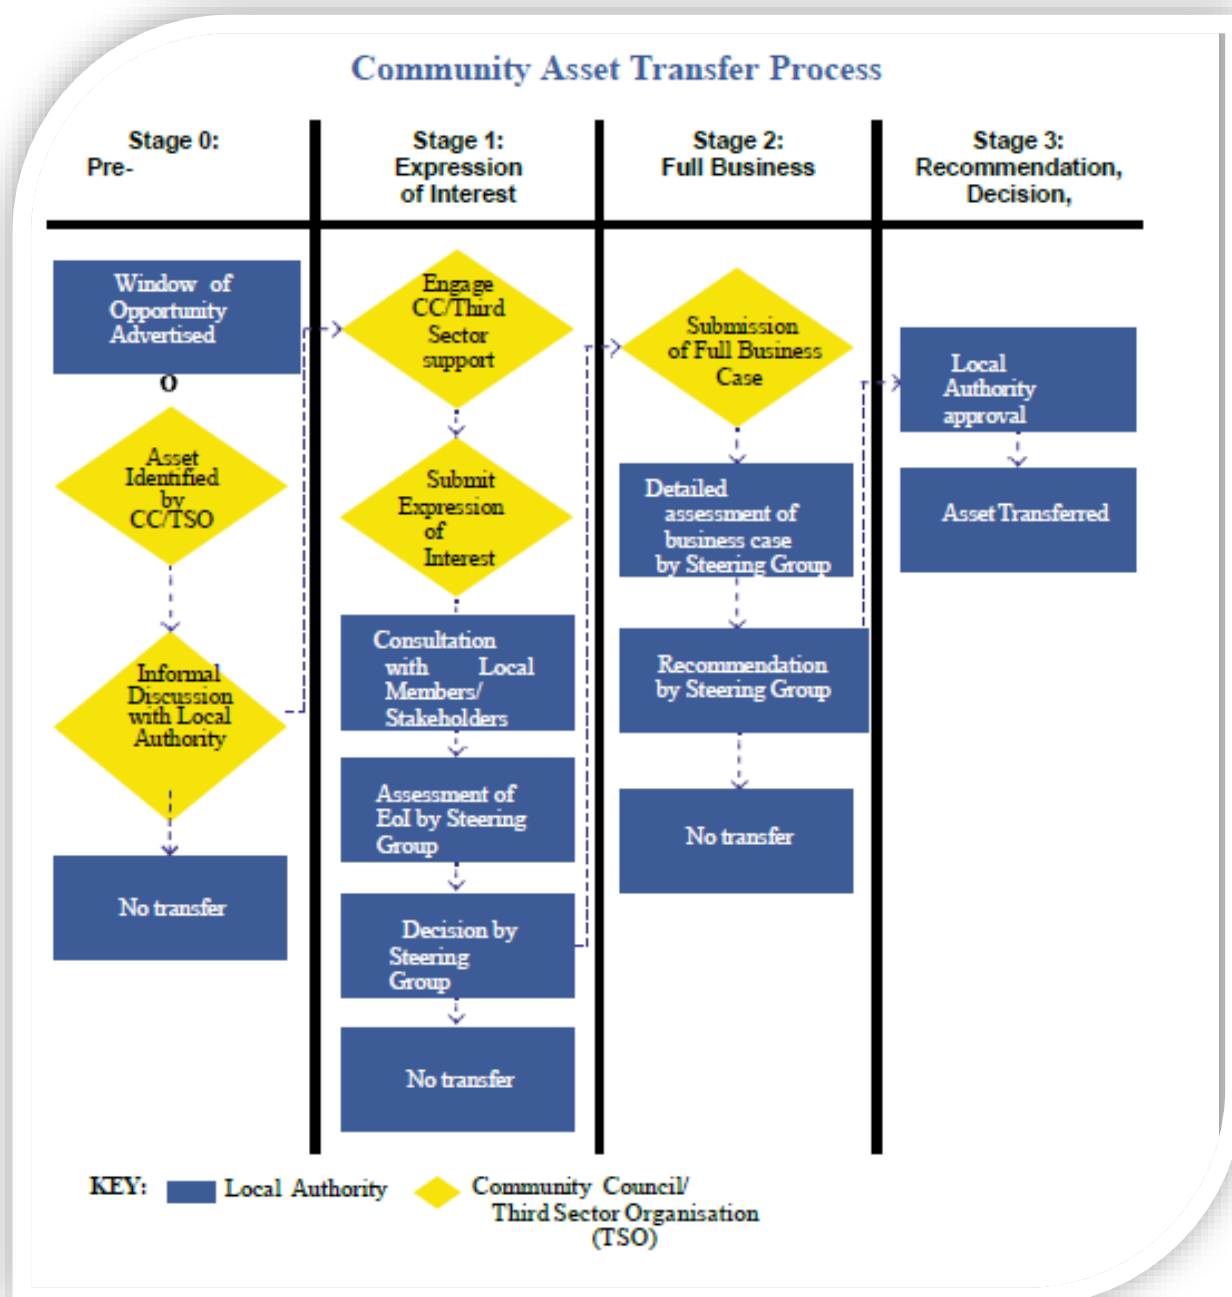 Community Asset Transfer Process
Stage 0:
Pre-
Stage 1:
Expression
of Interest
Stage 2:
Full Business
Stage 3:
Recommendation,
Decision,
Window of
Opportunity
Advertised
O
Asset
Identified
by
CC/TSO
Informal
Discussion
with Local
Authority
No transfer
Engage
CC/Third
Sector
support
Submit
Expression
of
Interest
Consultation
with Local
Members/
Stakeholders
Assessment of
EoI by Steering
Group
Decision by
Steering
Group
No transfer
Submission
of Full Business
Case
Detailed
assessment of
business case
by Steering Group
Recommendation
by Steering Group
No transfer
Local
Authority
approval
Asset Transferred
KEY:
Local Authority
Community Council/
Third Sector Organisation
(TSO)